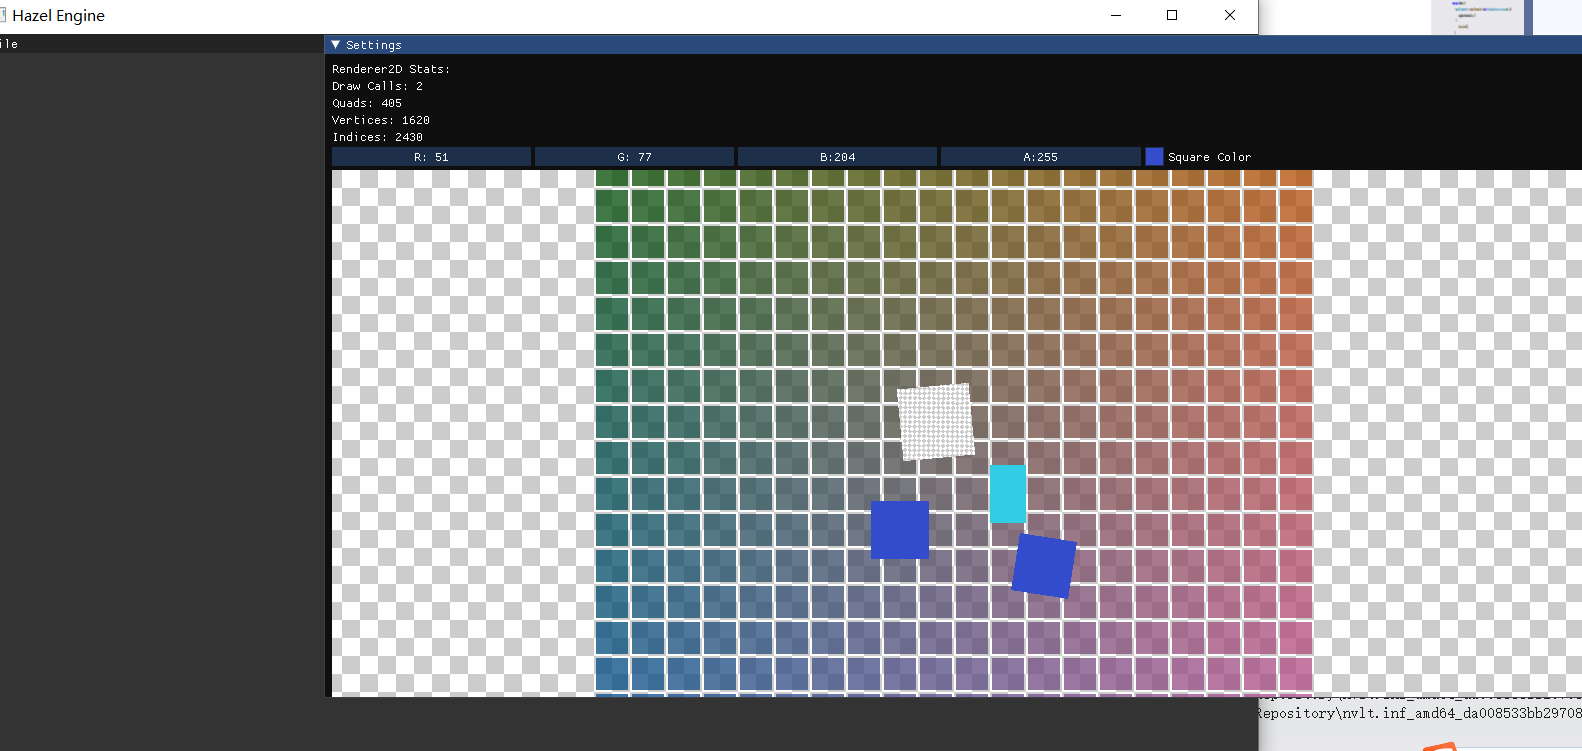 Hazel Engine
ile
Settings
Renderer2D Stats:
Draw Calls: 2
Quads: 405
Vertices: 1620
Indices: 2430
R: 51 G: 77 B:204 A:255 Square Color
Repository\nvlt.inf_amd64_da008533bb29708